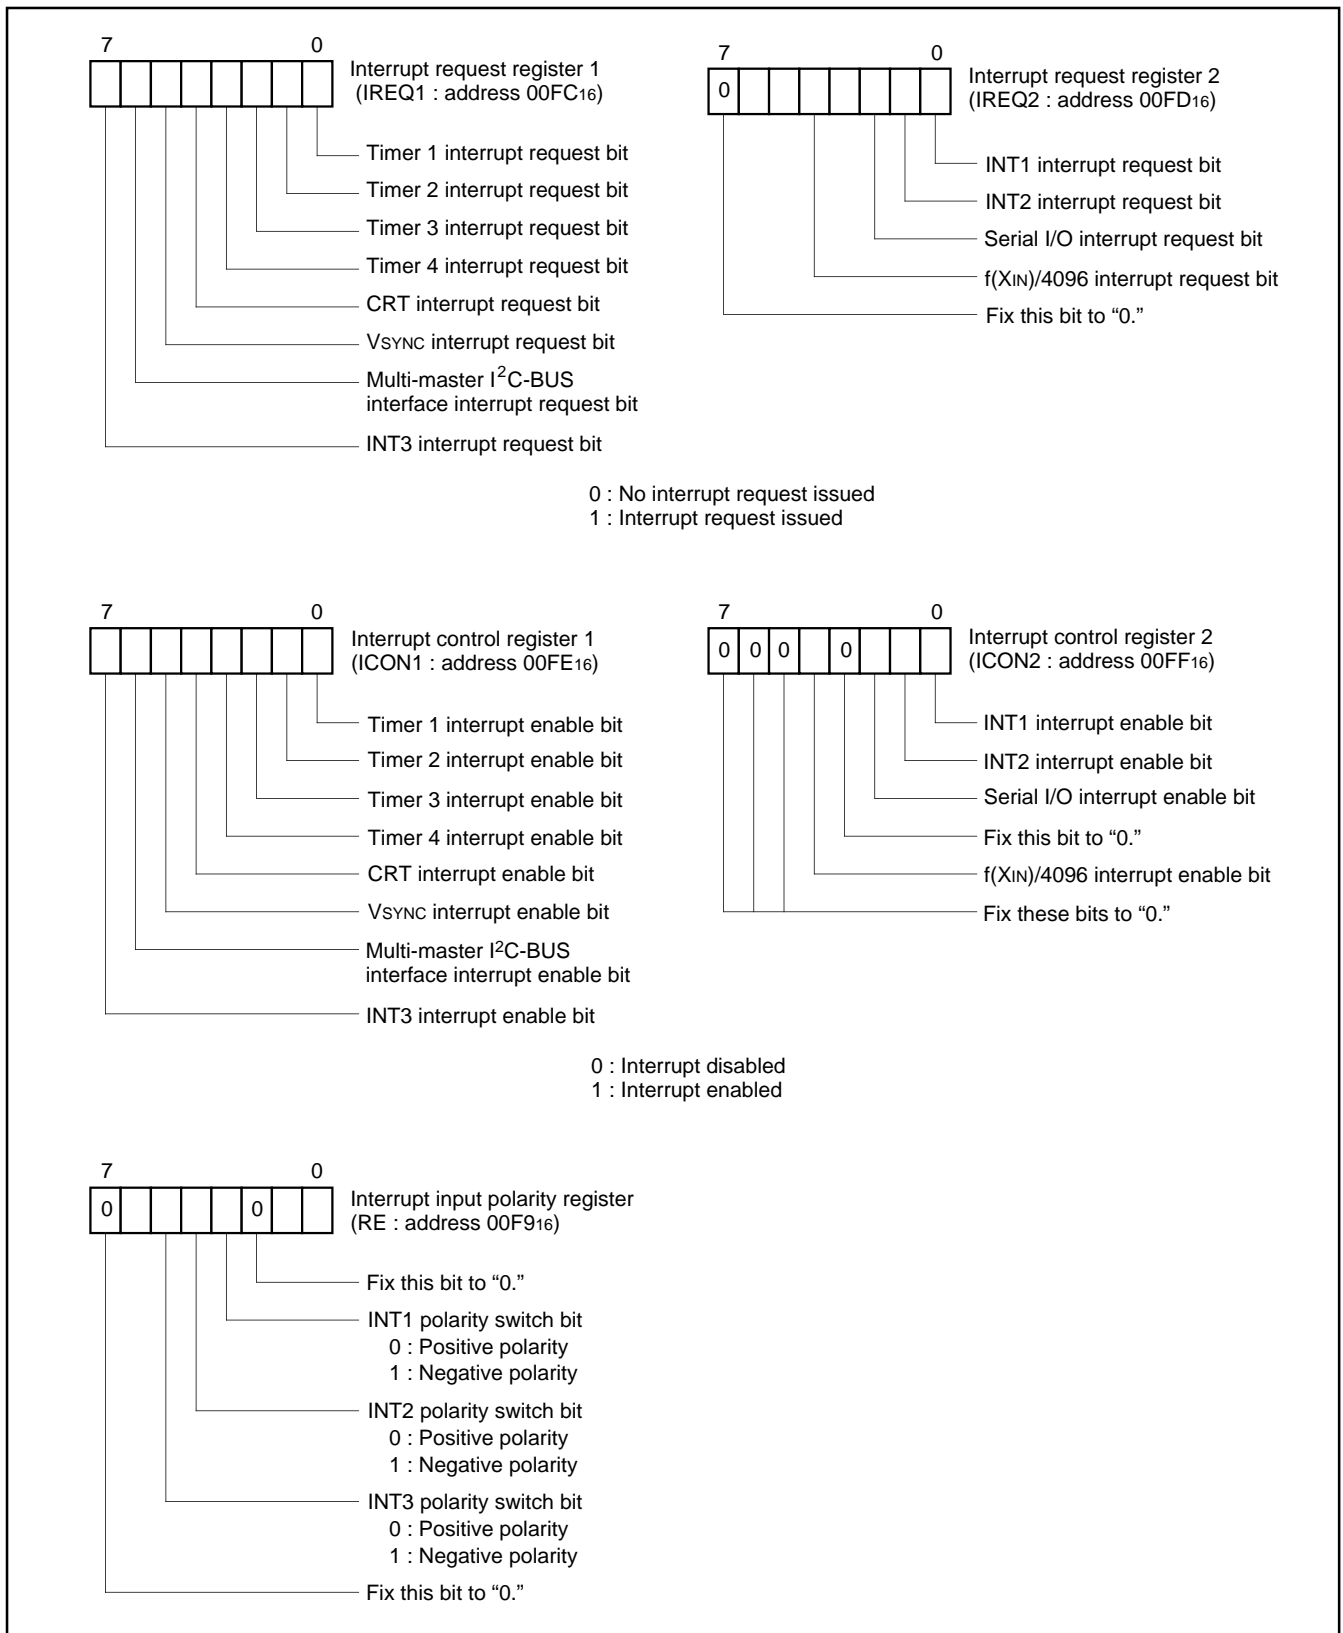 7 0
Interrupt request register 1
(IREQ1 : address 00FC16)
Timer 1 interrupt request bit
Timer 2 interrupt request bit
Timer 3 interrupt request bit
Timer 4 interrupt request bit
CRT interrupt request bit
VSYNC interrupt request bit
Multi-master I2C-BUS
interface interrupt request bit
INT3 interrupt request bit
7 0
0
Interrupt request register 2
(IREQ2 : address 00FD16)
INT1 interrupt request bit
INT2 interrupt request bit
Serial I/O interrupt request bit
f(XIN)/4096 interrupt request bit
Fix this bit to “0.”
0 : No interrupt request issued
1 : Interrupt request issued
7 0
Interrupt control register 1
(ICON1 : address 00FE16)
Timer 1 interrupt enable bit
Timer 2 interrupt enable bit
Timer 3 interrupt enable bit
Timer 4 interrupt enable bit
CRT interrupt enable bit
VSYNC interrupt enable bit
Multi-master I2C-BUS
interface interrupt enable bit
INT3 interrupt enable bit
7 0
0 0 0 0
Interrupt control register 2
(ICON2 : address 00FF16)
INT1 interrupt enable bit
INT2 interrupt enable bit
Serial I/O interrupt enable bit
Fix this bit to “0.”
f(XIN)/4096 interrupt enable bit
Fix these bits to “0.”
0 : Interrupt disabled
1 : Interrupt enabled
7 0
0 0
Interrupt input polarity register
(RE : address 00F916)
Fix this bit to “0.”
INT1 polarity switch bit
0 : Positive polarity
1 : Negative polarity
INT2 polarity switch bit
0 : Positive polarity
1 : Negative polarity
INT3 polarity switch bit
0 : Positive polarity
1 : Negative polarity
Fix this bit to “0.”